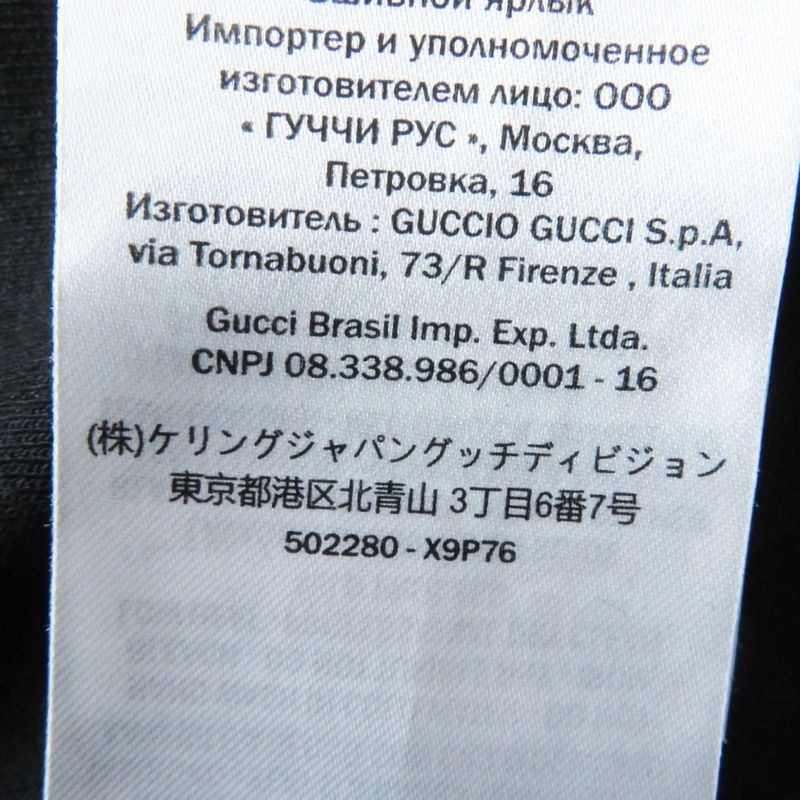 Вшивной ярлык
Импортер и уполномоченное
изготовителем лицо: ООО
« ГУЧЧИ РУС », Москва,
Петровка, 16
Изготовитель : GUCCIO GUCCI S.p.A,
via Tornabuoni, 73/R Firenze , Italia
Gucci Brasil Imp. Exp. Ltda.
CNPJ 08.338.986/0001 - 16
(株)ケリングジャパングッチディビジョン
東京都港区北青山 3丁目6番7号
502280 - X9P76